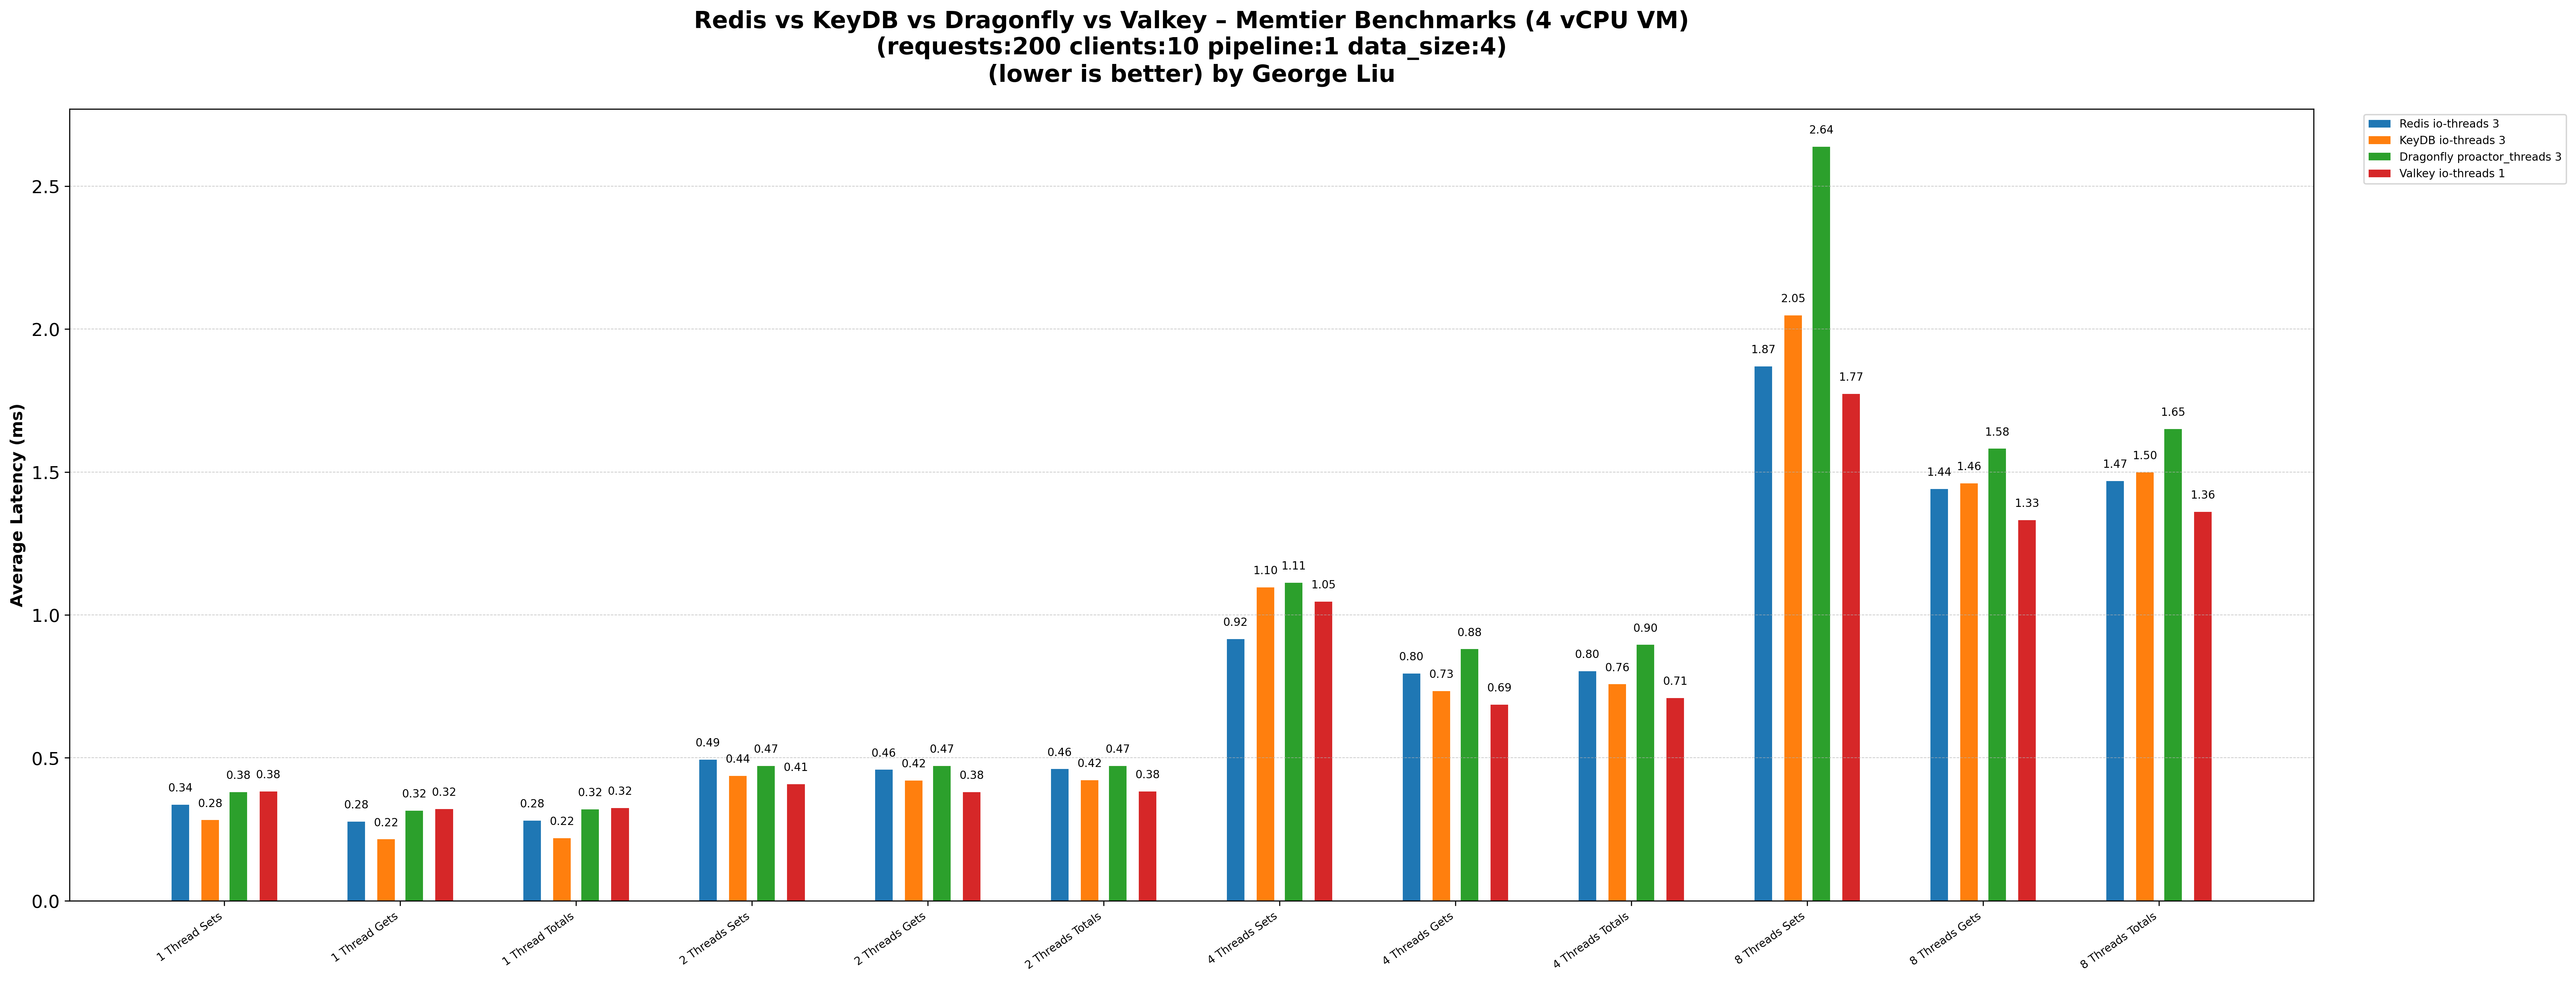 Redis vs KeyDB vs Dragonfly vs Valkey – Memtier Benchmarks (4 vCPU VM)
(requests:200 clients:10 pipeline:1 data_size:4)
(lower is better) by George Liu
Redis io-threads 3
KeyDB io-threads 3
Dragonfly proactor_threads 3
Valkey io-threads 1
Average Latency (ms)
2.5
2.0
1.5
1.0
0.5
0.0
0.34 0.28 0.38 0.38
0.28 0.22 0.32 0.32
0.28 0.22 0.32 0.32
0.49 0.44 0.47 0.41
0.46 0.42 0.47 0.38
0.46 0.42 0.47 0.38
0.92 1.10 1.11 1.05
0.80 0.73 0.88 0.69
0.80 0.76 0.90 0.71
1.87 2.05 2.64 1.77
1.44 1.46 1.58 1.33
1.47 1.50 1.65 1.36
1 Thread Sets
1 Thread Gets
1 Thread Totals
2 Threads Sets
2 Threads Gets
2 Threads Totals
4 Threads Sets
4 Threads Gets
4 Threads Totals
8 Threads Sets
8 Threads Gets
8 Threads Totals